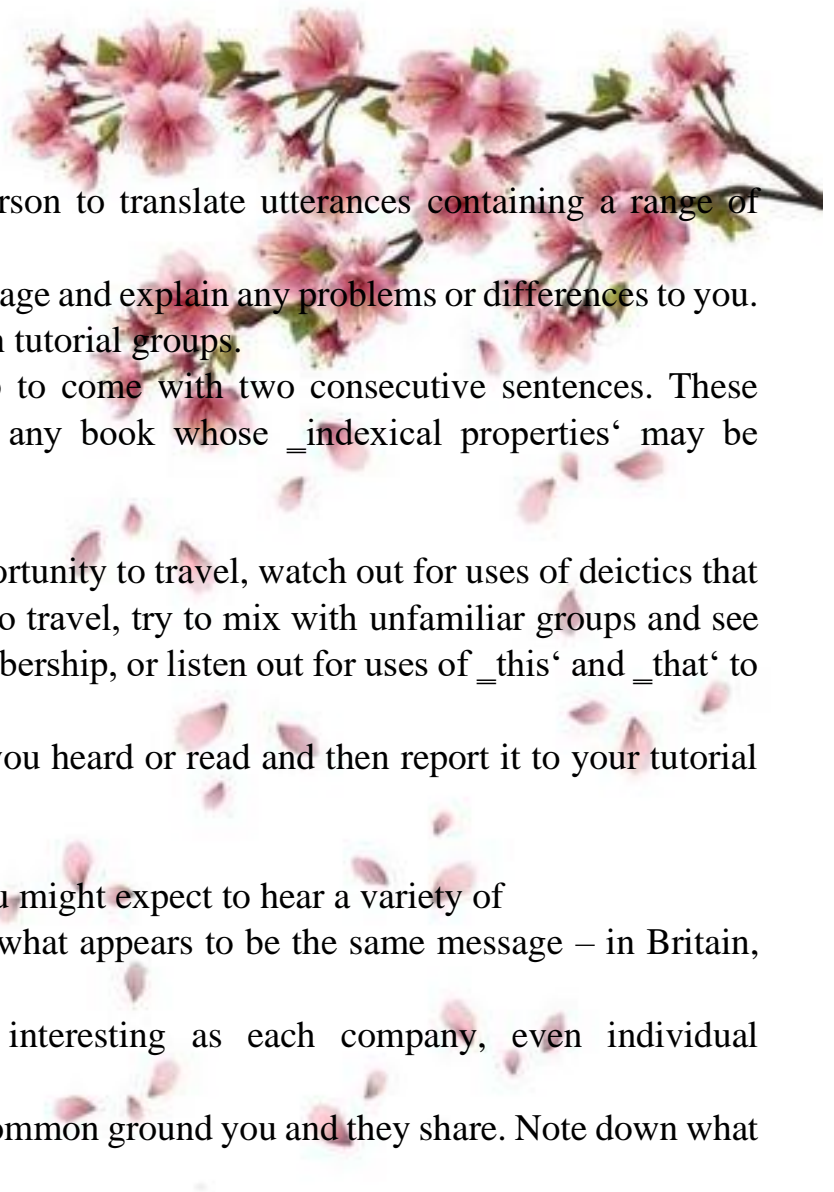 rson to translate utterances containing a range of
age and explain any problems or differences to you.
n tutorial groups.
to come with two consecutive sentences. These
any book whose ‗indexical properties‘ may be
ortunity to travel, watch out for uses of deictics that
o travel, try to mix with unfamiliar groups and see
bership, or listen out for uses of ‗this‘ and ‗that‘ to
you heard or read and then report it to your tutorial
u might expect to hear a variety of
what appears to be the same message – in Britain,
interesting as each company, even individual
ommon ground you and they share. Note down what